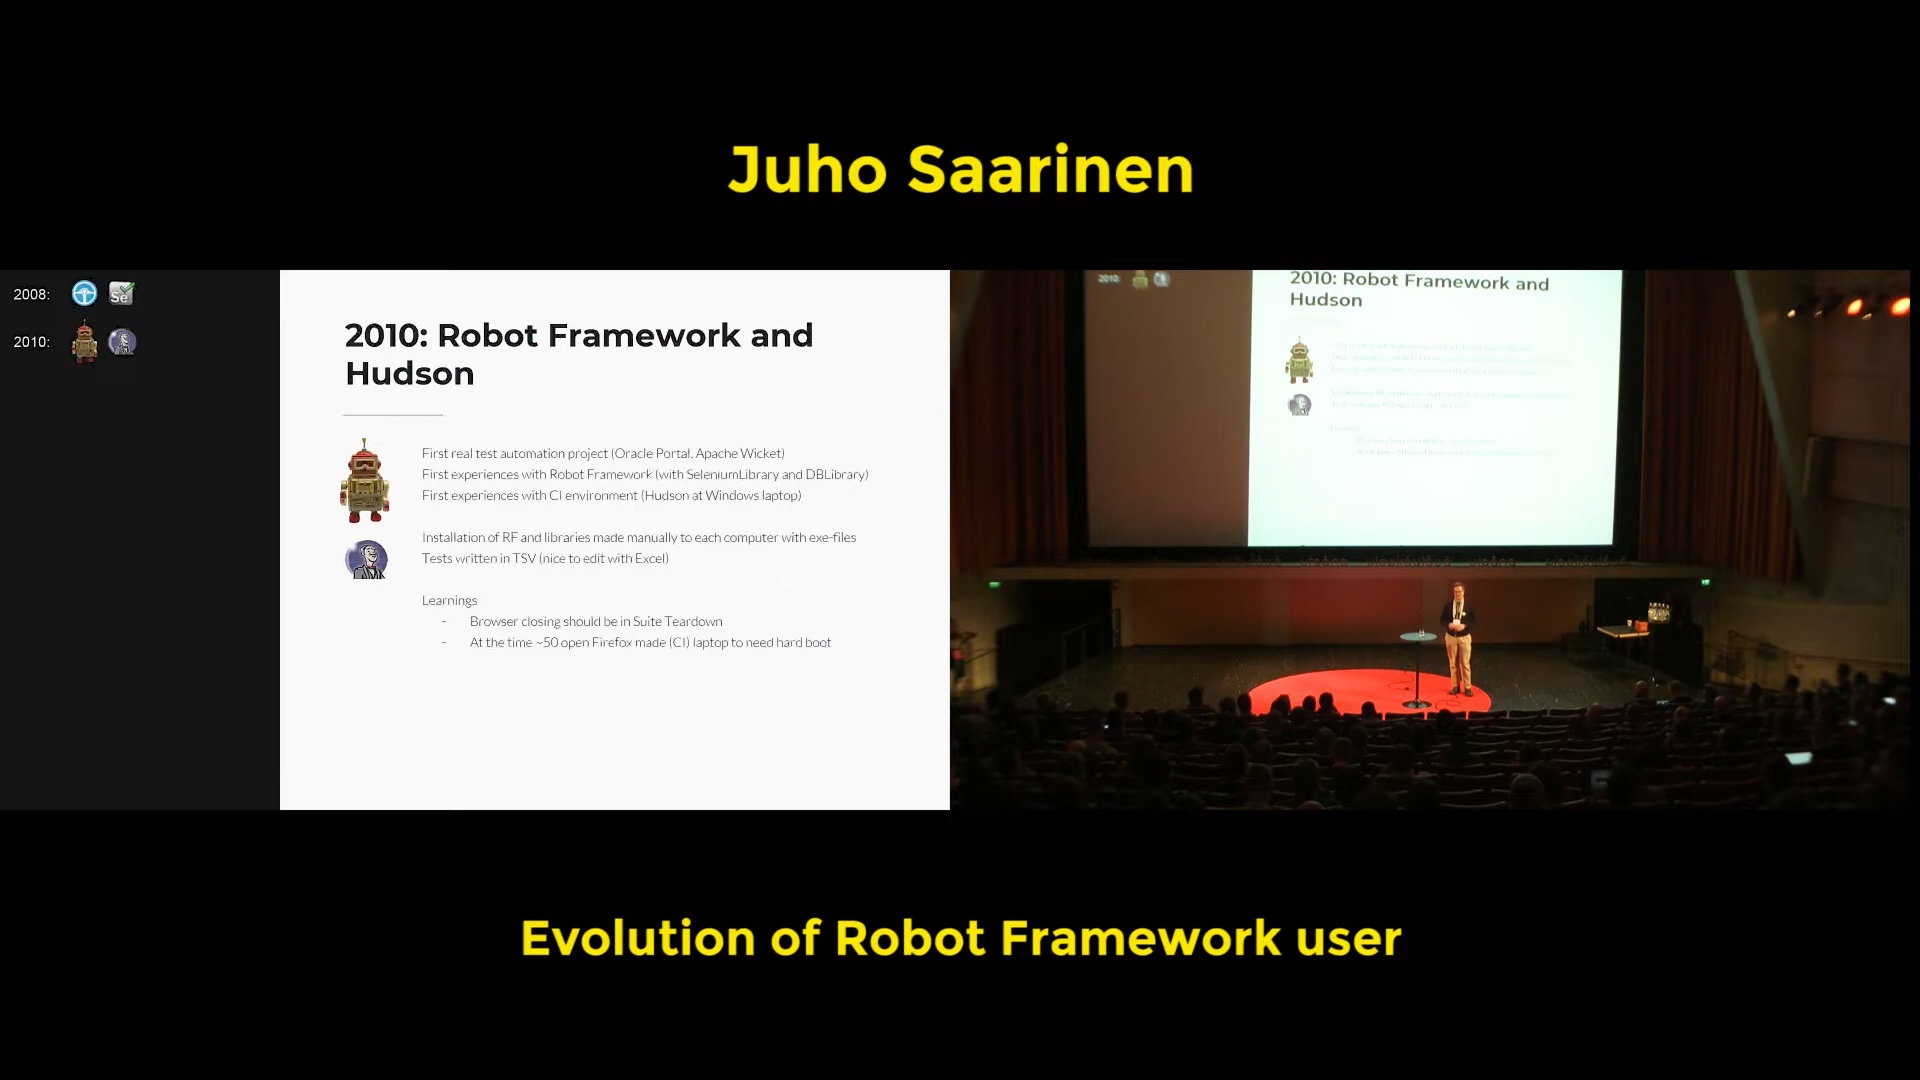 Juho Saarinen
2008:
Se
2010:
2010: Robot Framework and
Hudson
First real test automation project (Oracle Portal. Apache Wicket)
First experiences with Robot Framework (with SeleniumLibrary and DBLibrary)
First experiences with CI environment (Hudson at Windows laptop)
Installation of RF and libraries made manually to each computer with exe-files
Tests written in TSV (nice to edit with Excel)
Learnings
- Browser closing should be in Suite Teardown
- At the time ~50 open Firefox made (CI) laptop to need hard boot
2010:
2010: Robot Framework and
Hudson
Evolution of Robot Framework user